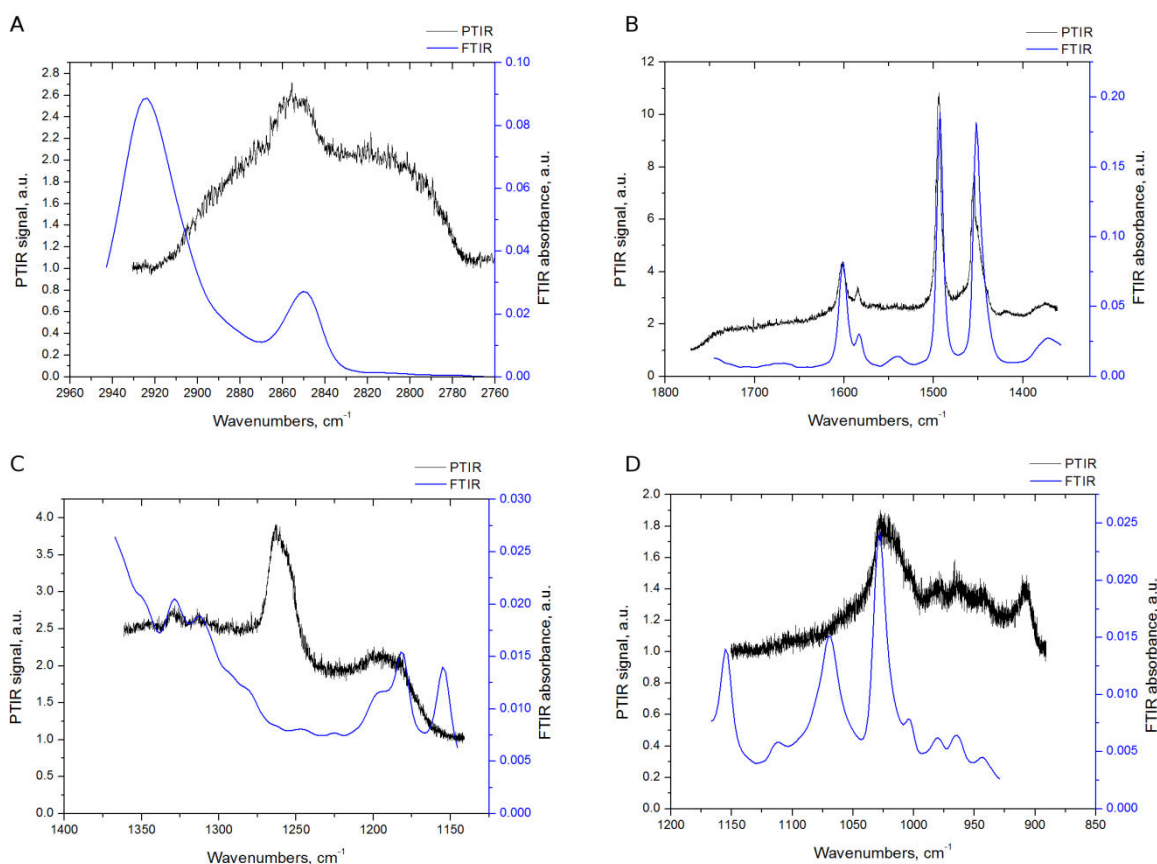 A
PTIR
FTIR
2.8
2.6
2.4
2.2
2.0
1.8
1.6
1.4
1.2
1.0
0.8
0.6
0.4
0.2
0.0
PTIR signal, a.u.
0.10
0.08
0.06
0.04
0.02
0.00
FTIR absorbance, a.u.
2960 2940 2920 2900 2880 2860 2840 2820 2800 2780 2760
Wavenumbers, cm⁻¹
B
PTIR
FTIR
12
10
8
6
4
2
0
PTIR signal, a.u.
0.20
0.15
0.10
0.05
0.00
FTIR absorbance, a.u.
1800 1700 1600 1500 1400
Wavenumbers, cm⁻¹
C
PTIR
FTIR
4.0
3.5
3.0
2.5
2.0
1.5
1.0
0.5
0.0
PTIR signal, a.u.
0.030
0.025
0.020
0.015
0.010
0.005
0.000
FTIR absorbance, a.u.
1400 1350 1300 1250 1200 1150
Wavenumbers, cm⁻¹
D
PTIR
FTIR
2.0
1.8
1.6
1.4
1.2
1.0
0.8
0.6
0.4
0.2
0.0
PTIR signal, a.u.
0.025
0.020
0.015
0.010
0.005
0.000
FTIR absorbance, a.u.
1200 1150 1100 1050 1000 950 900 850
Wavenumbers, cm⁻¹